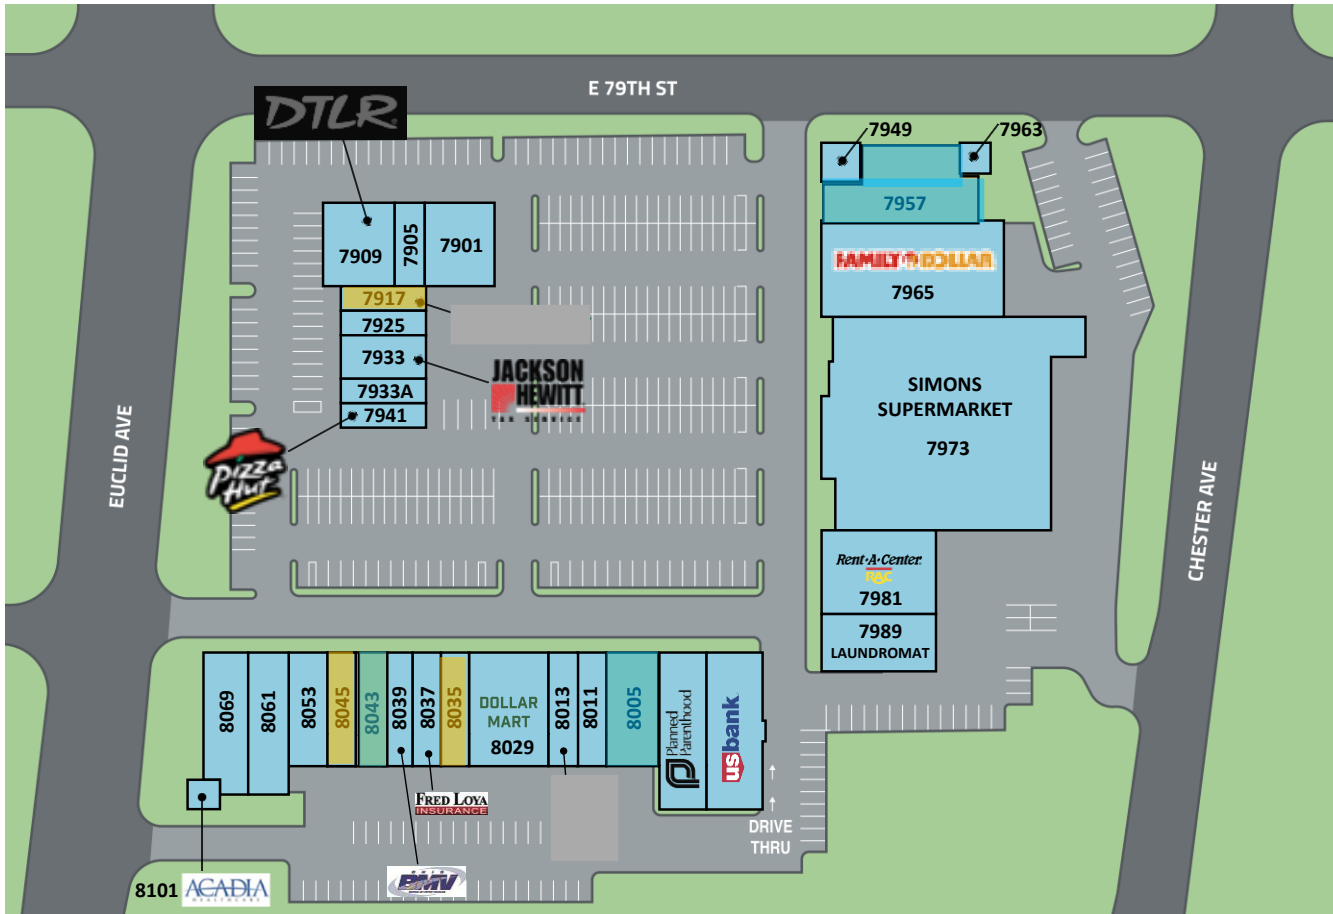 E 79TH ST
DTLR
7949
7963
7957
7909
7905
7901
7917
7925
7933
7933A
7941
JACKSON
HEWITT
TAX SERVICE
Pizza
Hut
FAMILY DOLLAR
7965
SIMONS
SUPERMARKET
7973
EUCLID AVE
CHESTER AVE
Rent-A-Center
RAC
7981
7989
LAUNDROMAT
8069
8061
8053
8045
8043
8039
8037
8035
DOLLAR
MART
8029
8013
8011
8005
Planned
Parenthood
usbank
FRED LOYA
INSURANCE
DRIVE
THRU
BMV
8101
ACADIA
HEALTHCARE